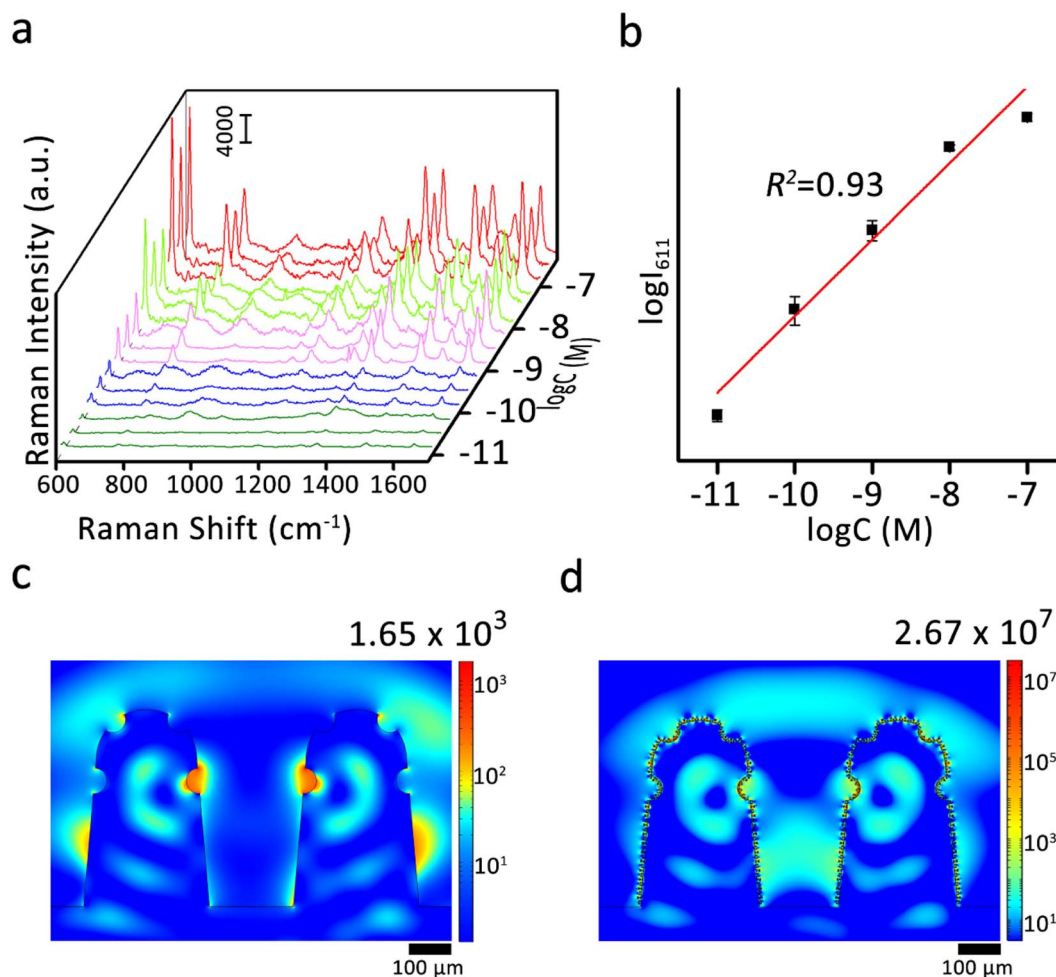 a
Raman Intensity (a.u.)
4000
-7
-8
-9
-10
-11
logC (M)
600 800 1000 1200 1400 1600
Raman Shift (cm⁻¹)
b
logI₆₁₁
R²=0.93
-11 -10 -9 -8 -7
logC (M)
c
1.65 x 10³
10³
10²
10¹
100 µm
d
2.67 x 10⁷
10⁷
10⁵
10³
10¹
100 µm